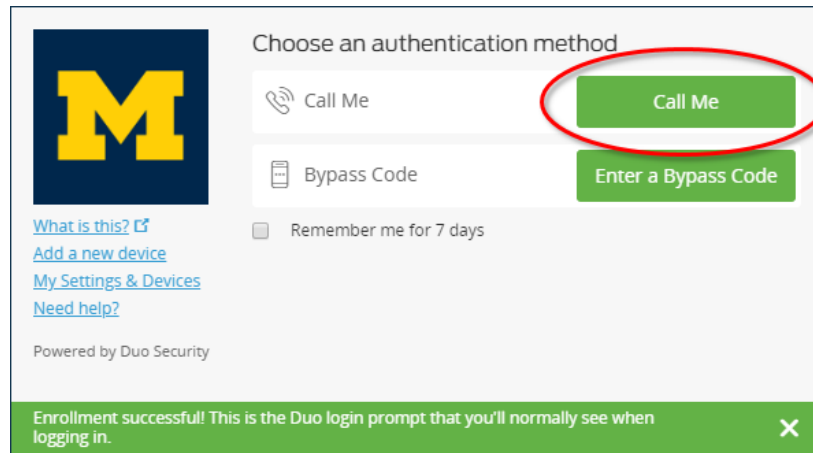 Choose an authentication method
Call Me
Call Me
Bypass Code
Enter a Bypass Code
Remember me for 7 days
M
What is this?
Add a new device
My Settings & Devices
Need help?
Powered by Duo Security
Enrollment successful! This is the Duo login prompt that you'll normally see when
logging in.